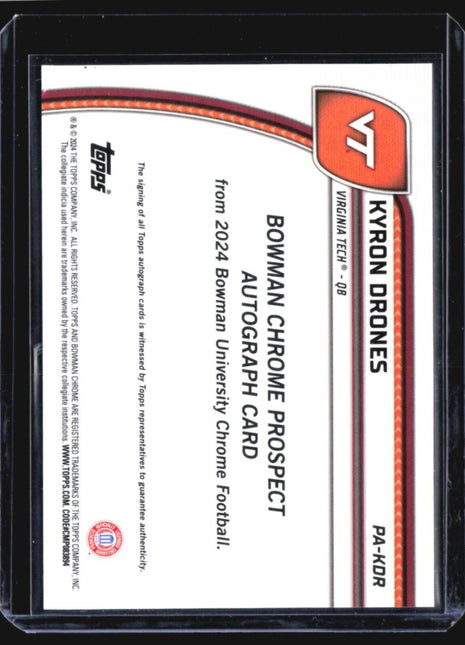 VT
KYRON DRONES
PA-KDR
VIRGINIA TECH® - QB
BOWMAN CHROME PROSPECT
AUTOGRAPH CARD
from 2024 Bowman University Chrome Football.
The signing of all Topps autograph cards is witnessed by Topps representatives to guarantee authenticity.
topps®
® & © 2024 THE TOPPS COMPANY, INC. ALL RIGHTS RESERVED. TOPPS AND BOWMAN CHROME ARE REGISTERED TRADEMARKS OF THE TOPPS COMPANY, INC.
The collegiate indicia used herein are trademarks owned by the respective collegiate institutions. WWW.TOPPS.COM. CODE#CMP083894